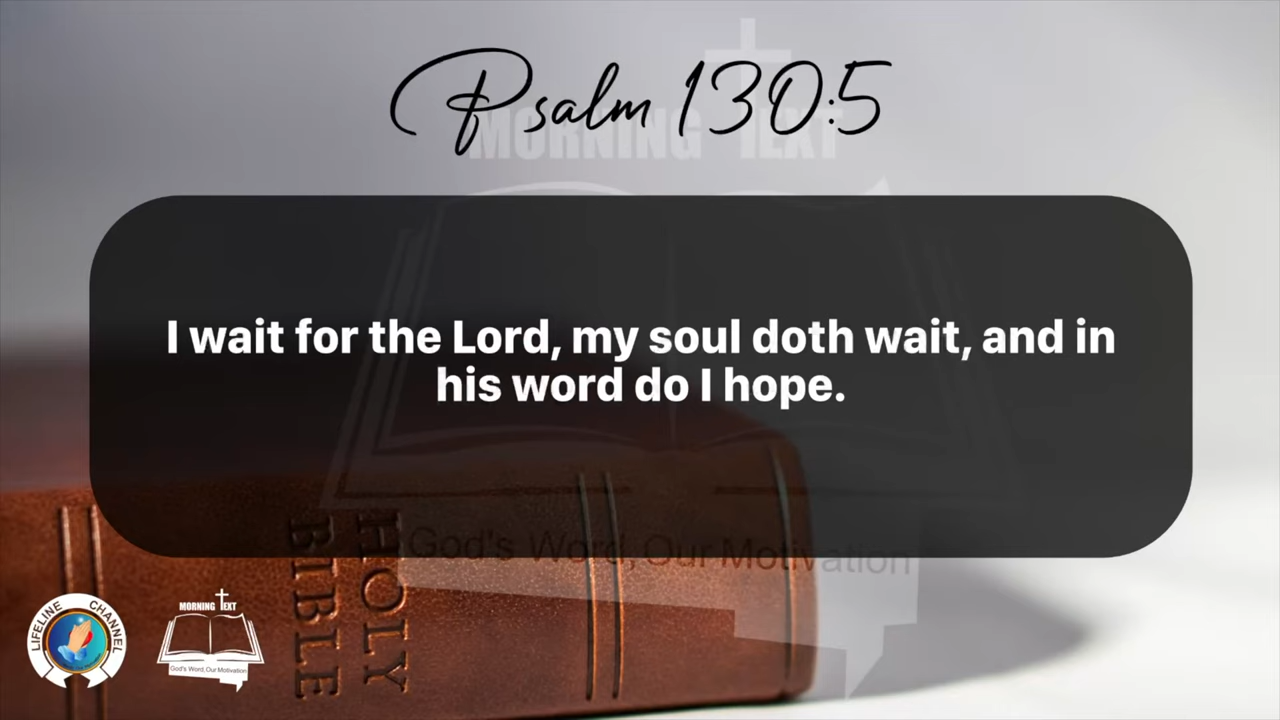 Psalm 130:5
MORNING TEXT
I wait for the Lord, my soul doth wait, and in
his word do I hope.
God's Word, Our Motivation
HOLY
BIBLE
LIFELINE CHANNEL
MORNING TEXT
God's Word, Our Motivation